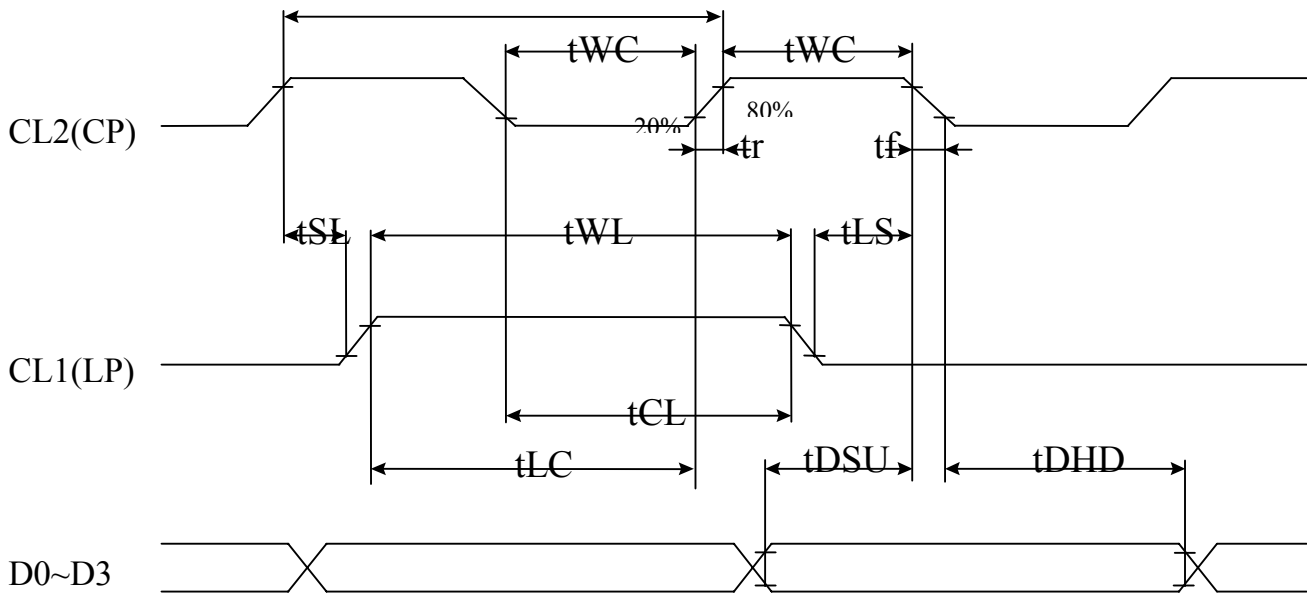 tWC tWC
CL2(CP) 20% 80%
tr tf
tSL tWL tLS
CL1(LP)
tCL
tLC tDSU tDHD
D0~D3